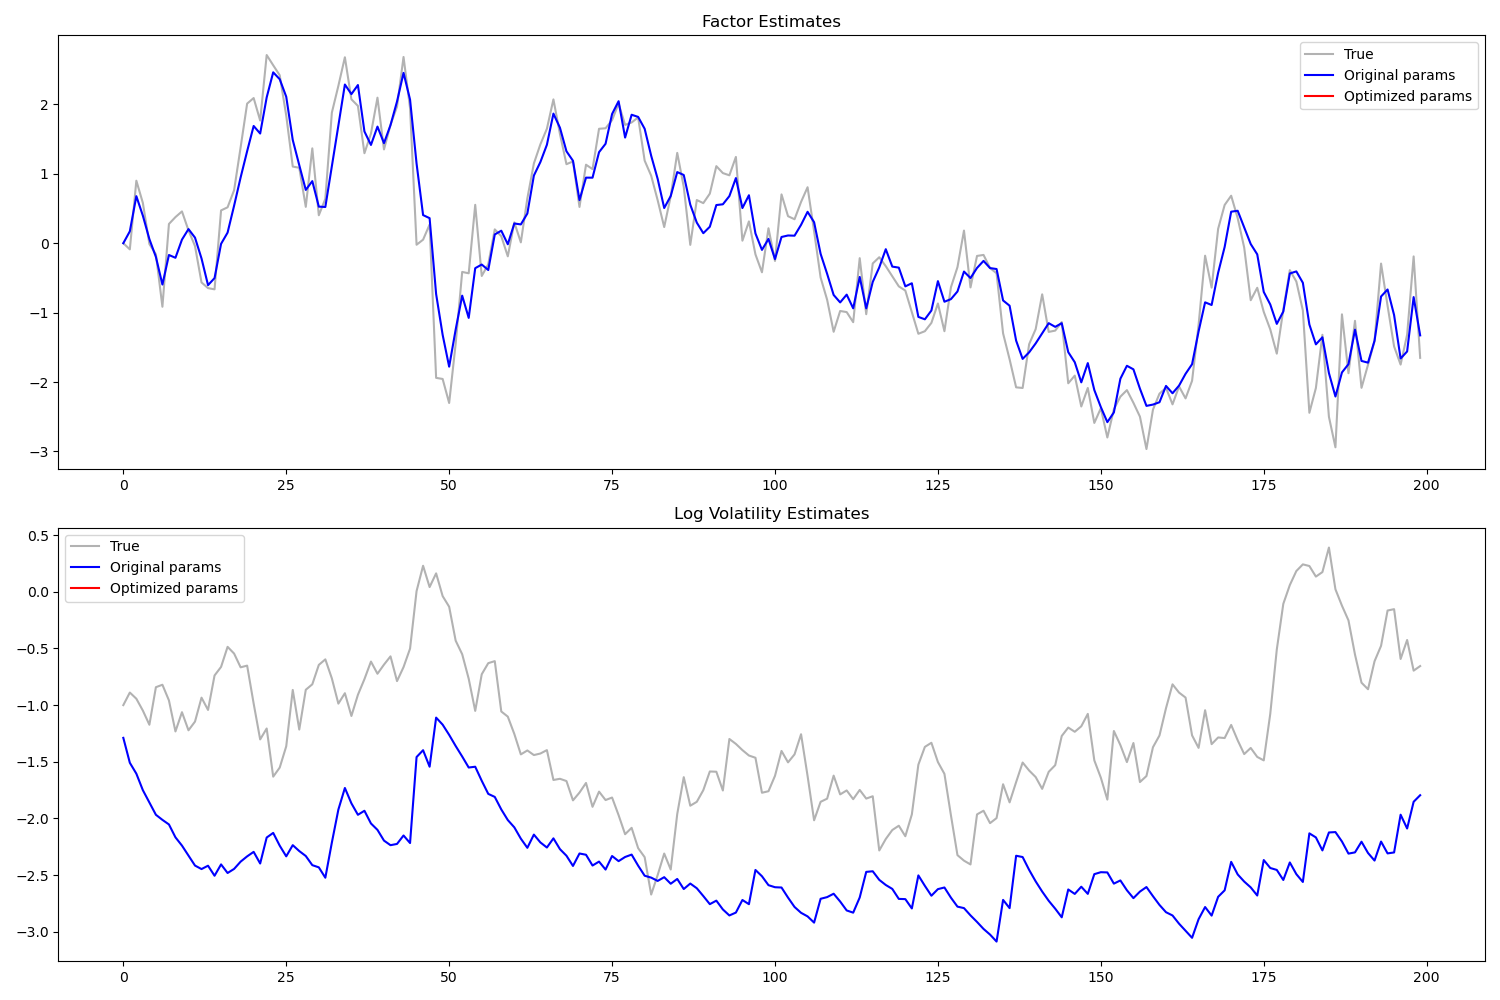 Factor Estimates
True
Original params
Optimized params
2
1
0
−1
−2
−3
0 25 50 75 100 125 150 175 200
Log Volatility Estimates
True
Original params
Optimized params
0.5
0.0
−0.5
−1.0
−1.5
−2.0
−2.5
−3.0
0 25 50 75 100 125 150 175 200